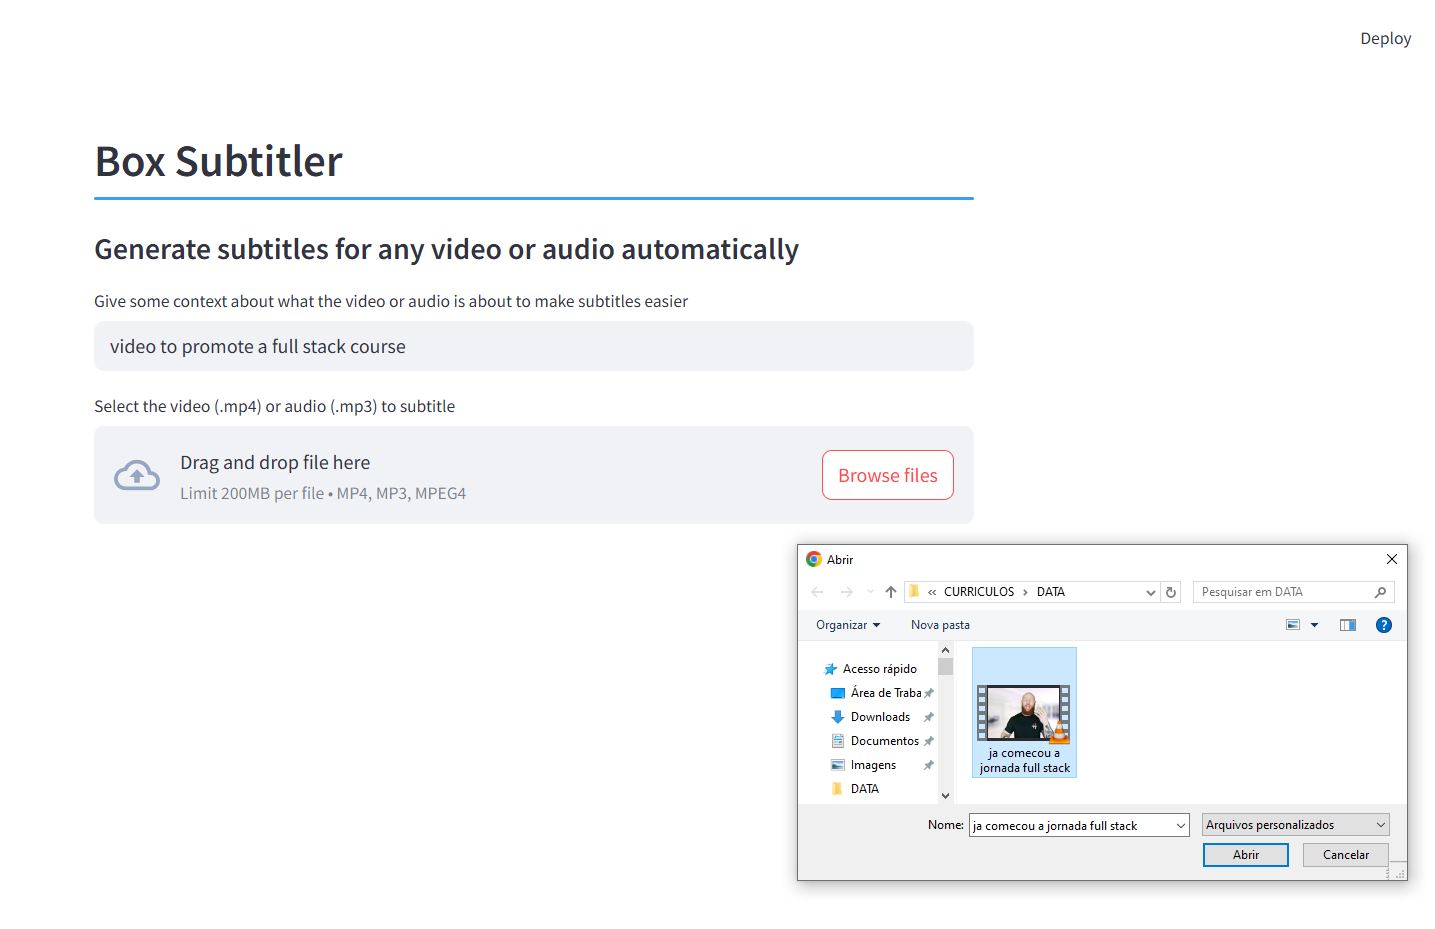 Deploy
Box Subtitler
Generate subtitles for any video or audio automatically
Give some context about what the video or audio is about to make subtitles easier
video to promote a full stack course
Select the video (.mp4) or audio (.mp3) to subtitle
Drag and drop file here
Limit 200MB per file • MP4, MP3, MPEG4
Browse files
Abrir
« CURRICULOS › DATA
Pesquisar em DATA
Organizar
Nova pasta
Acesso rápido
Área de Traba
Downloads
Documentos
Imagens
DATA
ja comecou a
jornada full stack
Nome: ja comecou a jornada full stack
Arquivos personalizados
Abrir
Cancelar